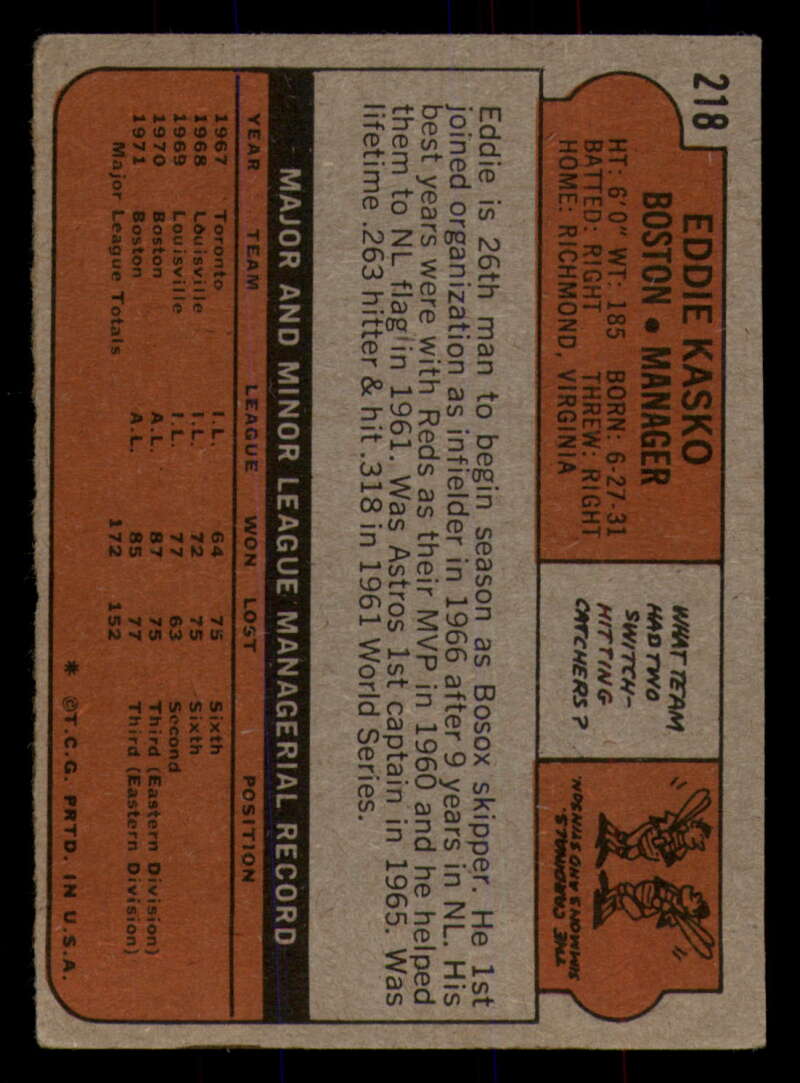 218
EDDIE KASKO
BOSTON • MANAGER
HT: 6'0" WT: 185 BORN: 6-27-31
BATTED: RIGHT THREW: RIGHT
HOME: RICHMOND, VIRGINIA
WHAT TEAM
HAD TWO
SWITCH-
HITTING
CATCHERS?
THE CARDINALS.
SIMMONS AND STINSON.
Eddie is 26th man to begin season as Bosox skipper. He 1st
joined organization as infielder in 1966 after 9 years in NL. His
best years were with Reds as their MVP in 1960 and he helped
them to NL flag in 1961. Was Astros 1st captain in 1965. Was
lifetime .263 hitter & hit .318 in 1961 World Series.
MAJOR AND MINOR LEAGUE MANAGERIAL RECORD
YEAR TEAM LEAGUE WON LOST POSITION
1967 Toronto I.L. 64 75 Sixth
1968 Louisville I.L. 72 75 Sixth
1969 Louisville I.L. 77 63 Second
1970 Boston A.L. 87 75 Third (Eastern Division)
1971 Boston A.L. 85 77 Third (Eastern Division)
Major League Totals 172 152
* ©T.C.G. PRTD. IN U.S.A.